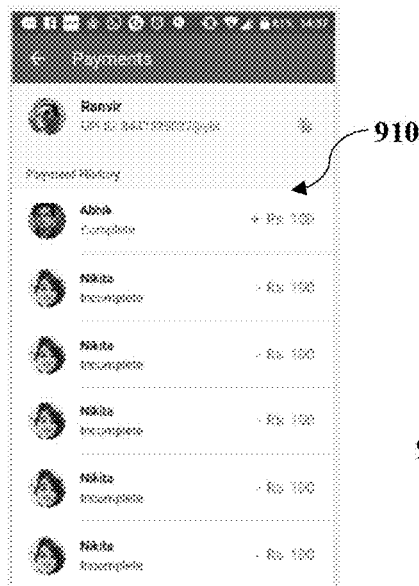 Payments
Ranvir
Payment History
Abhik
Complete
+ Rs. 100
Nikita
Incomplete
- Rs. 100
Nikita
Incomplete
- Rs. 100
Nikita
Incomplete
- Rs. 100
Nikita
Incomplete
- Rs. 100
Nikita
Incomplete
- Rs. 100
910